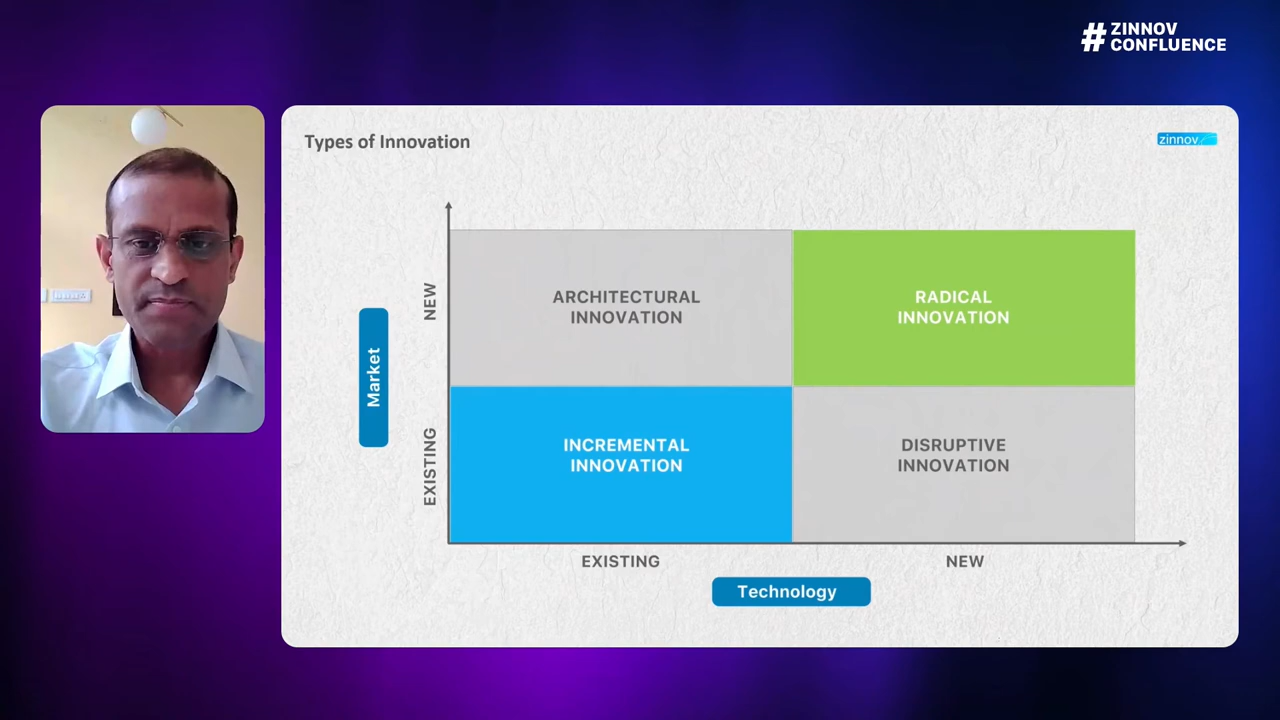 # ZINNOV
CONFLUENCE
Types of Innovation
zinnov
NEW
ARCHITECTURAL
INNOVATION
RADICAL
INNOVATION
Market
EXISTING
INCREMENTAL
INNOVATION
DISRUPTIVE
INNOVATION
EXISTING
NEW
Technology